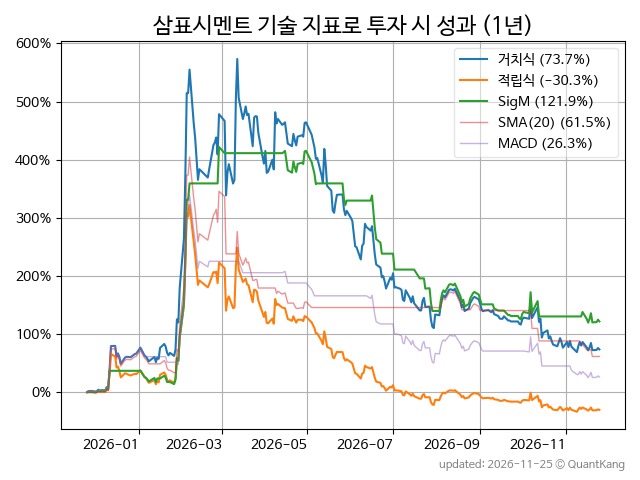 삼표시멘트 기술 지표로 투자 시 성과 (1년)
600%
500%
400%
300%
200%
100%
0%
거치식 (73.7%)
적립식 (-30.3%)
SigM (121.9%)
SMA(20) (61.5%)
MACD (26.3%)
2026-01 2026-03 2026-05 2026-07 2026-09 2026-11
updated: 2026-11-25 © QuantKang